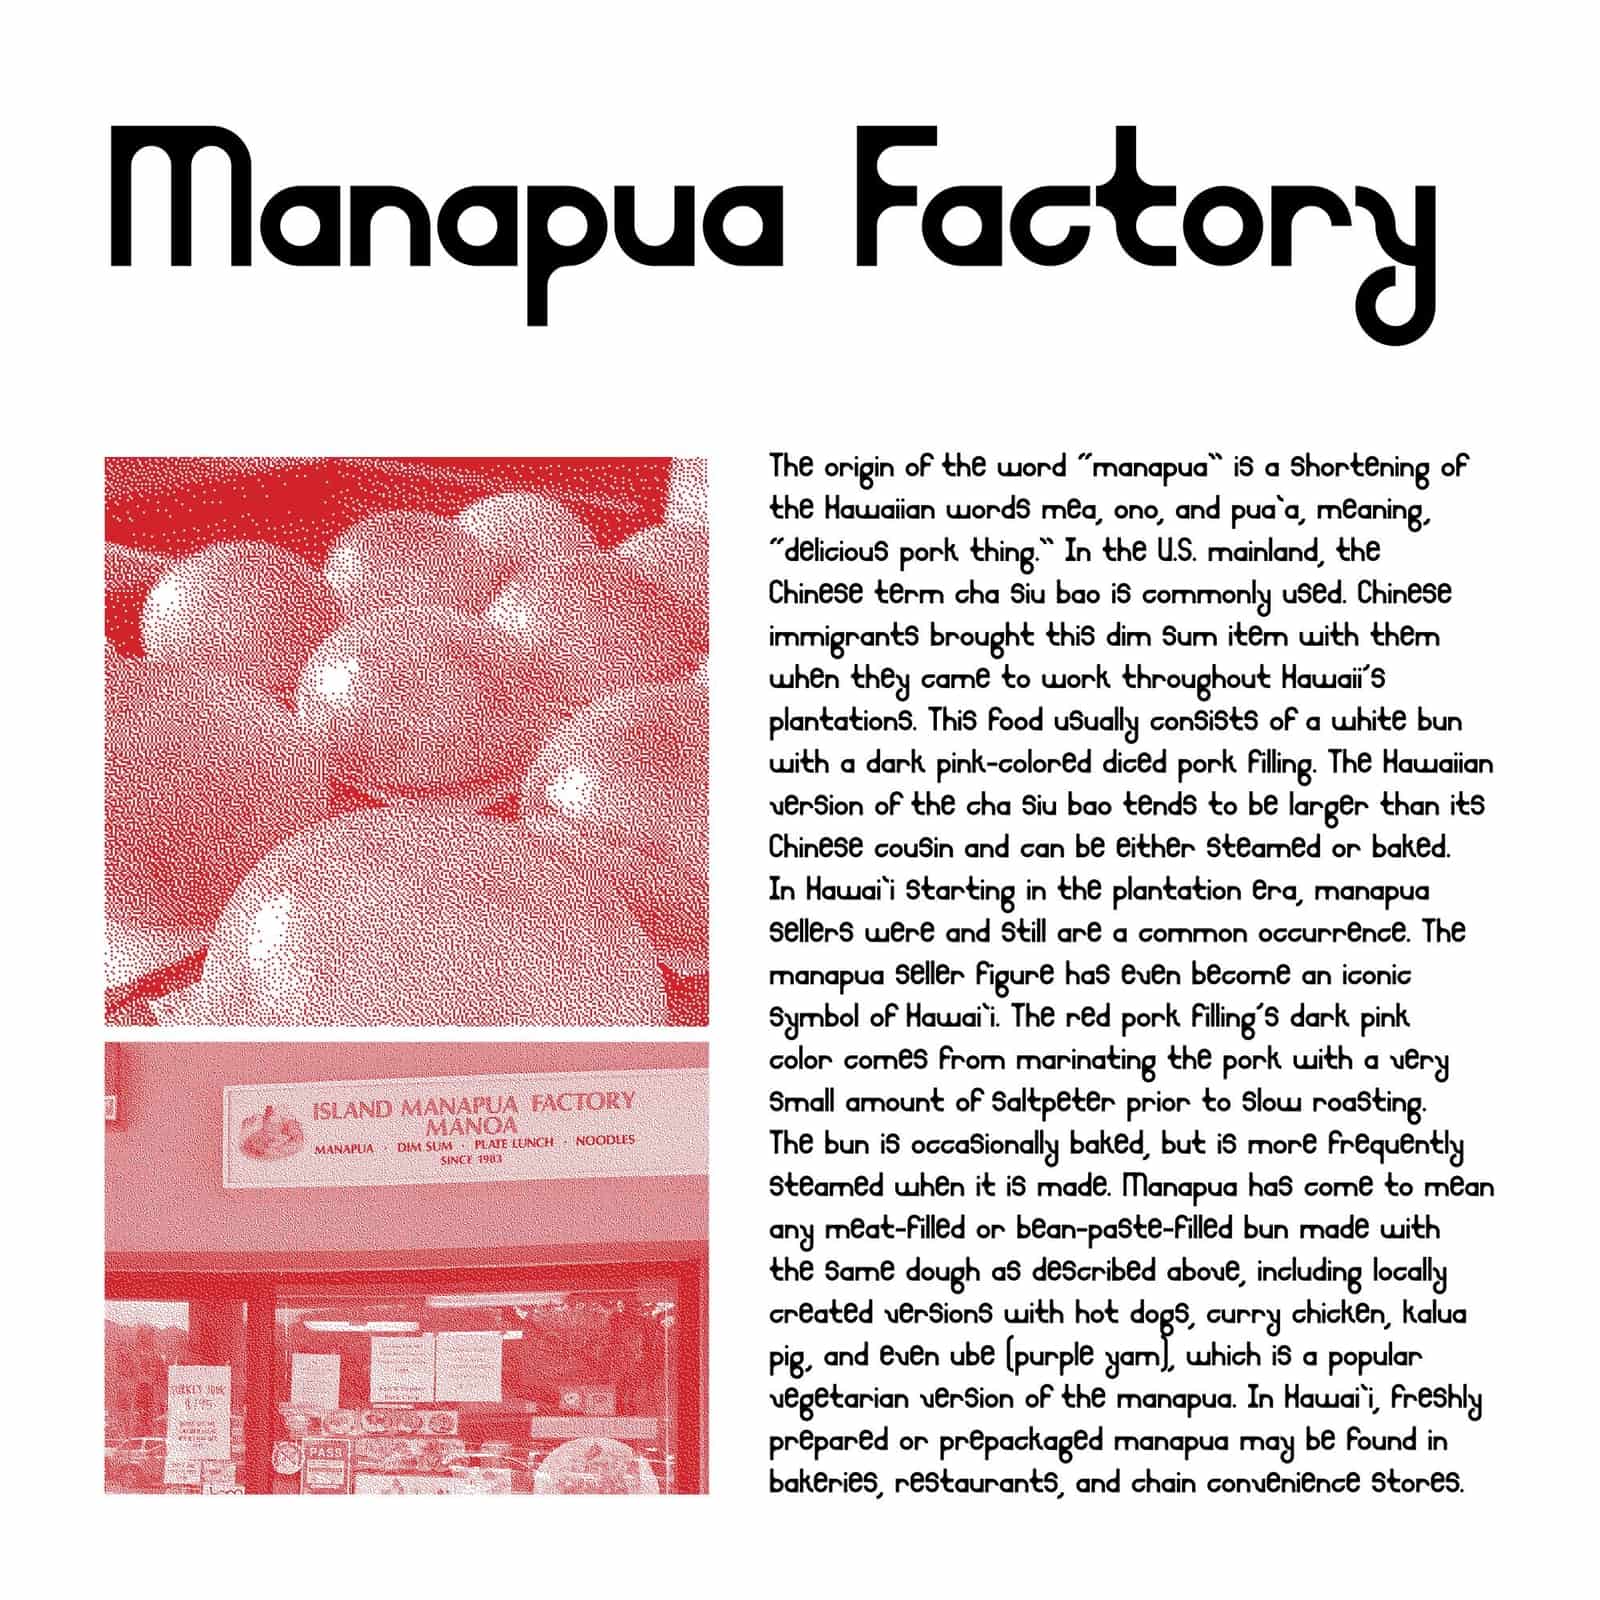 Manapua Factory
The origin of the word “manapua“ is a shortening of
the Hawaiian words mea, ono, and pua`a, meaning,
“delicious pork thing.“ In the U.S. mainland, the
Chinese term cha siu bao is commonly used. Chinese
immigrants brought this dim sum item with them
when they came to work throughout Hawaii's
plantations. This food usually consists of a white bun
with a dark pink-colored diced pork filling. The Hawaiian
version of the cha siu bao tends to be larger than its
Chinese cousin and can be either steamed or baked.
In Hawai`i starting in the plantation era, manapua
sellers were and still are a common occurrence. The
manapua seller figure has even become an iconic
symbol of Hawai`i. The red pork filling's dark pink
color comes from marinating the pork with a very
small amount of saltpeter prior to slow roasting.
The bun is occasionally baked, but is more frequently
steamed when it is made. Manapua has come to mean
any meat-filled or bean-paste-filled bun made with
the same dough as described above, including locally
created versions with hot dogs, curry chicken, kalua
pig, and even ube (purple yam), which is a popular
vegetarian version of the manapua. In Hawai`i, freshly
prepared or prepackaged manapua may be found in
bakeries, restaurants, and chain convenience stores.
ISLAND MANAPUA FACTORY
MANOA
MANAPUA · DIM SUM · PLATE LUNCH · NOODLES
SINCE 1983
PASS